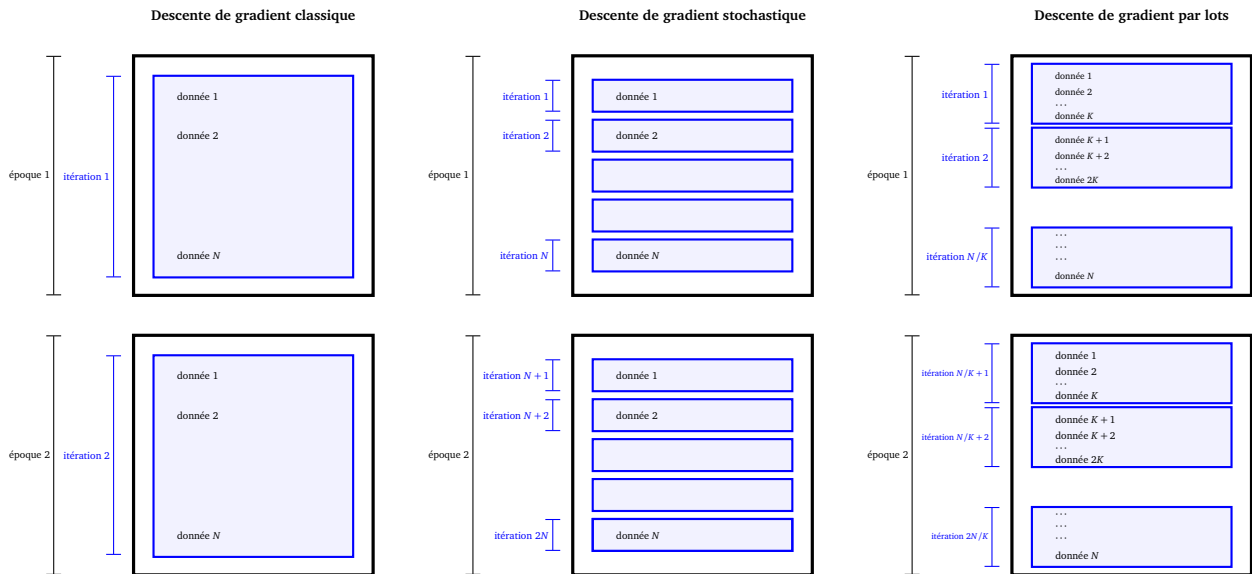 Descente de gradient classique
époque 1
itération 1
donnée 1
donnée 2
donnée N
époque 2
itération 2
donnée 1
donnée 2
donnée N
Descente de gradient stochastique
époque 1
itération 1
donnée 1
itération 2
donnée 2
itération N
donnée N
époque 2
itération N + 1
donnée 1
itération N + 2
donnée 2
itération 2N
donnée N
Descente de gradient par lots
époque 1
itération 1
donnée 1
donnée 2
...
donnée K
itération 2
donnée K + 1
donnée K + 2
...
donnée 2K
itération N/K
...
...
...
donnée N
époque 2
itération N/K + 1
donnée 1
donnée 2
...
donnée K
itération N/K + 2
donnée K + 1
donnée K + 2
...
donnée 2K
itération 2N/K
...
...
...
donnée N